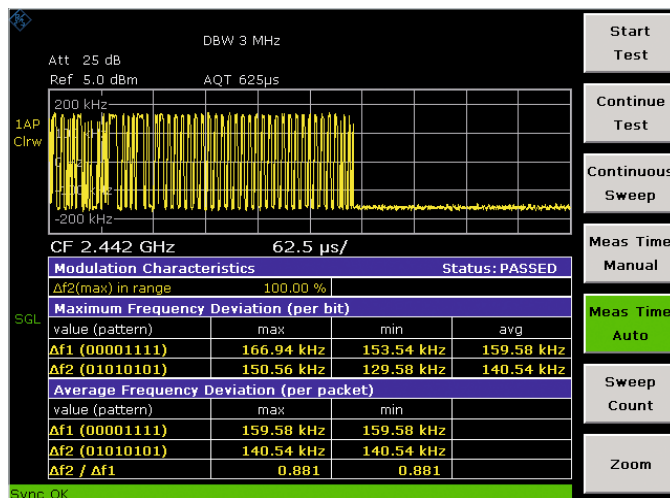 DBW 3 MHz
Att 25 dB
Ref 5.0 dBm AQT 625µs
200 kHz
1AP
Clrw
-200 kHz
CF 2.442 GHz 62.5 µs/
Modulation Characteristics Status: PASSED
Δf2(max) in range 100.00 %
Maximum Frequency Deviation (per bit)
SGL
value (pattern) max min avg
Δf1 (00001111) 166.94 kHz 153.54 kHz 159.58 kHz
Δf2 (01010101) 150.56 kHz 129.58 kHz 140.54 kHz
Average Frequency Deviation (per packet)
value (pattern) max min
Δf1 (00001111) 159.58 kHz 159.58 kHz
Δf2 (01010101) 140.54 kHz 140.54 kHz
Δf2 / Δf1 0.881 0.881
Sync OK
Start
Test
Continue
Test
Continuous
Sweep
Meas Time
Manual
Meas Time
Auto
Sweep
Count
Zoom